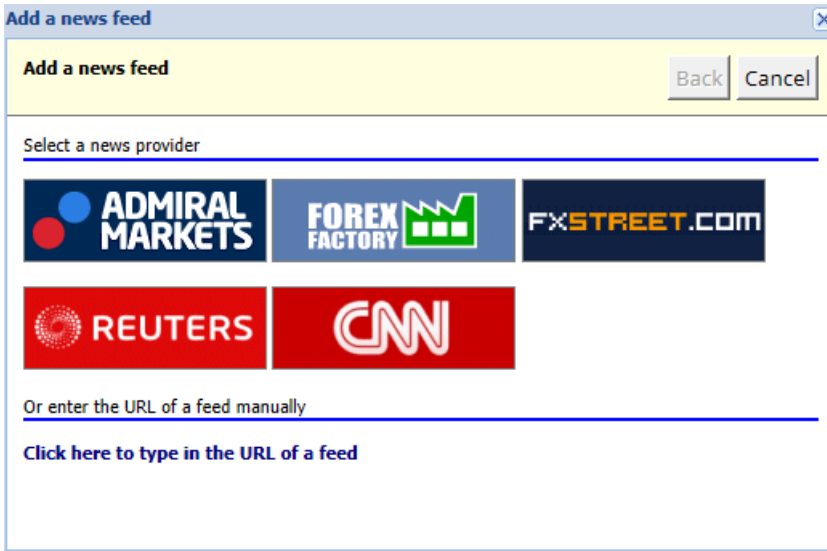 Add a news feed
Add a news feed
Back Cancel
Select a news provider
ADMIRAL
MARKETS
FOREX
FACTORY
FXSTREET.COM
REUTERS
CNN
Or enter the URL of a feed manually
Click here to type in the URL of a feed